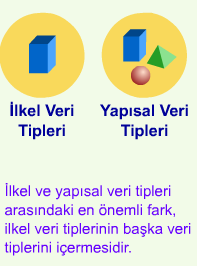 İlkel Veri Tipleri
Yapısal Veri Tipleri
İlkel ve yapısal veri tipleri
arasındaki en önemli fark,
ilkel veri tiplerinin başka veri
tiplerini içermesidir.